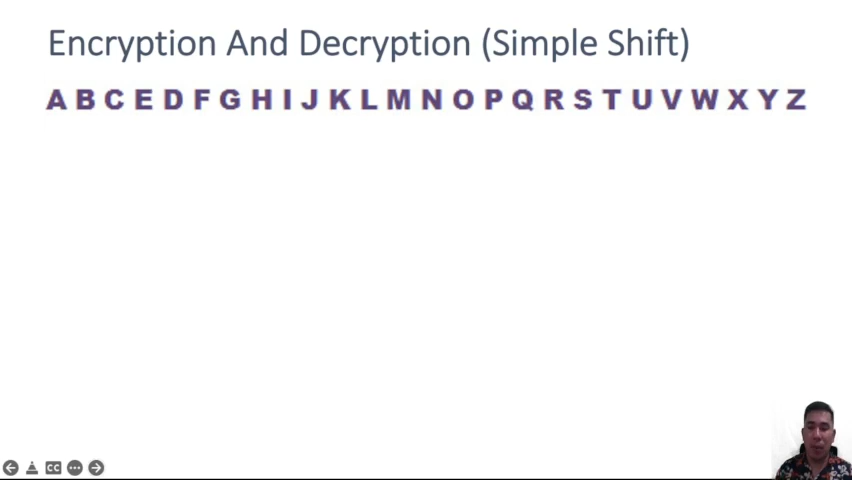 Encryption And Decryption (Simple Shift)
A B C E D F G H I J K L M N O P Q R S T U V W X Y Z
CC